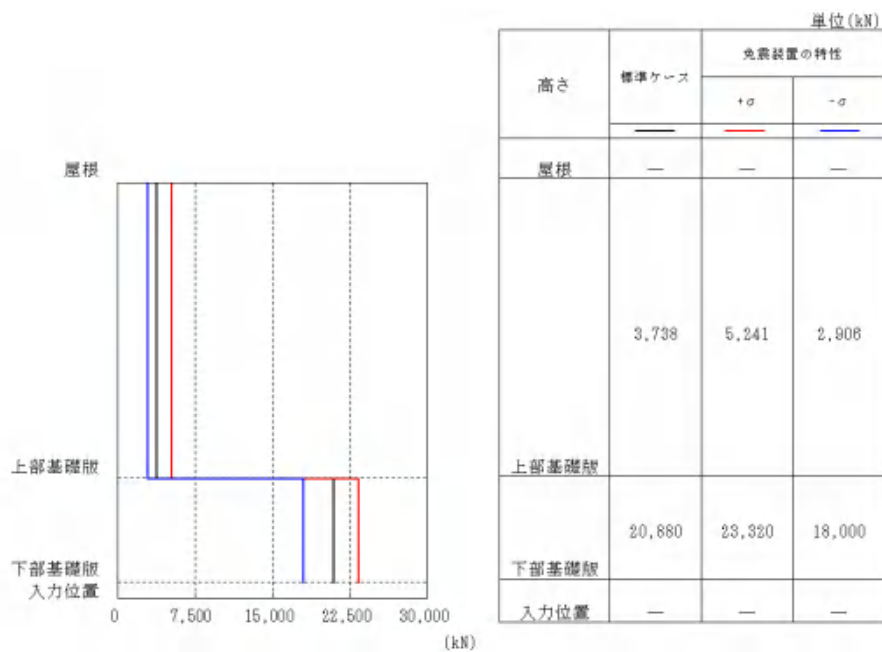 単位(kN)
高さ
標準ケース
免震装置の特性
+σ
-σ
屋根
—
—
—
3,738
5,241
2,906
上部基礎版
20,880
23,320
18,000
下部基礎版
入力位置
—
—
—
屋根
上部基礎版
下部基礎版
入力位置
0
7,500
15,000
22,500
30,000
(kN)